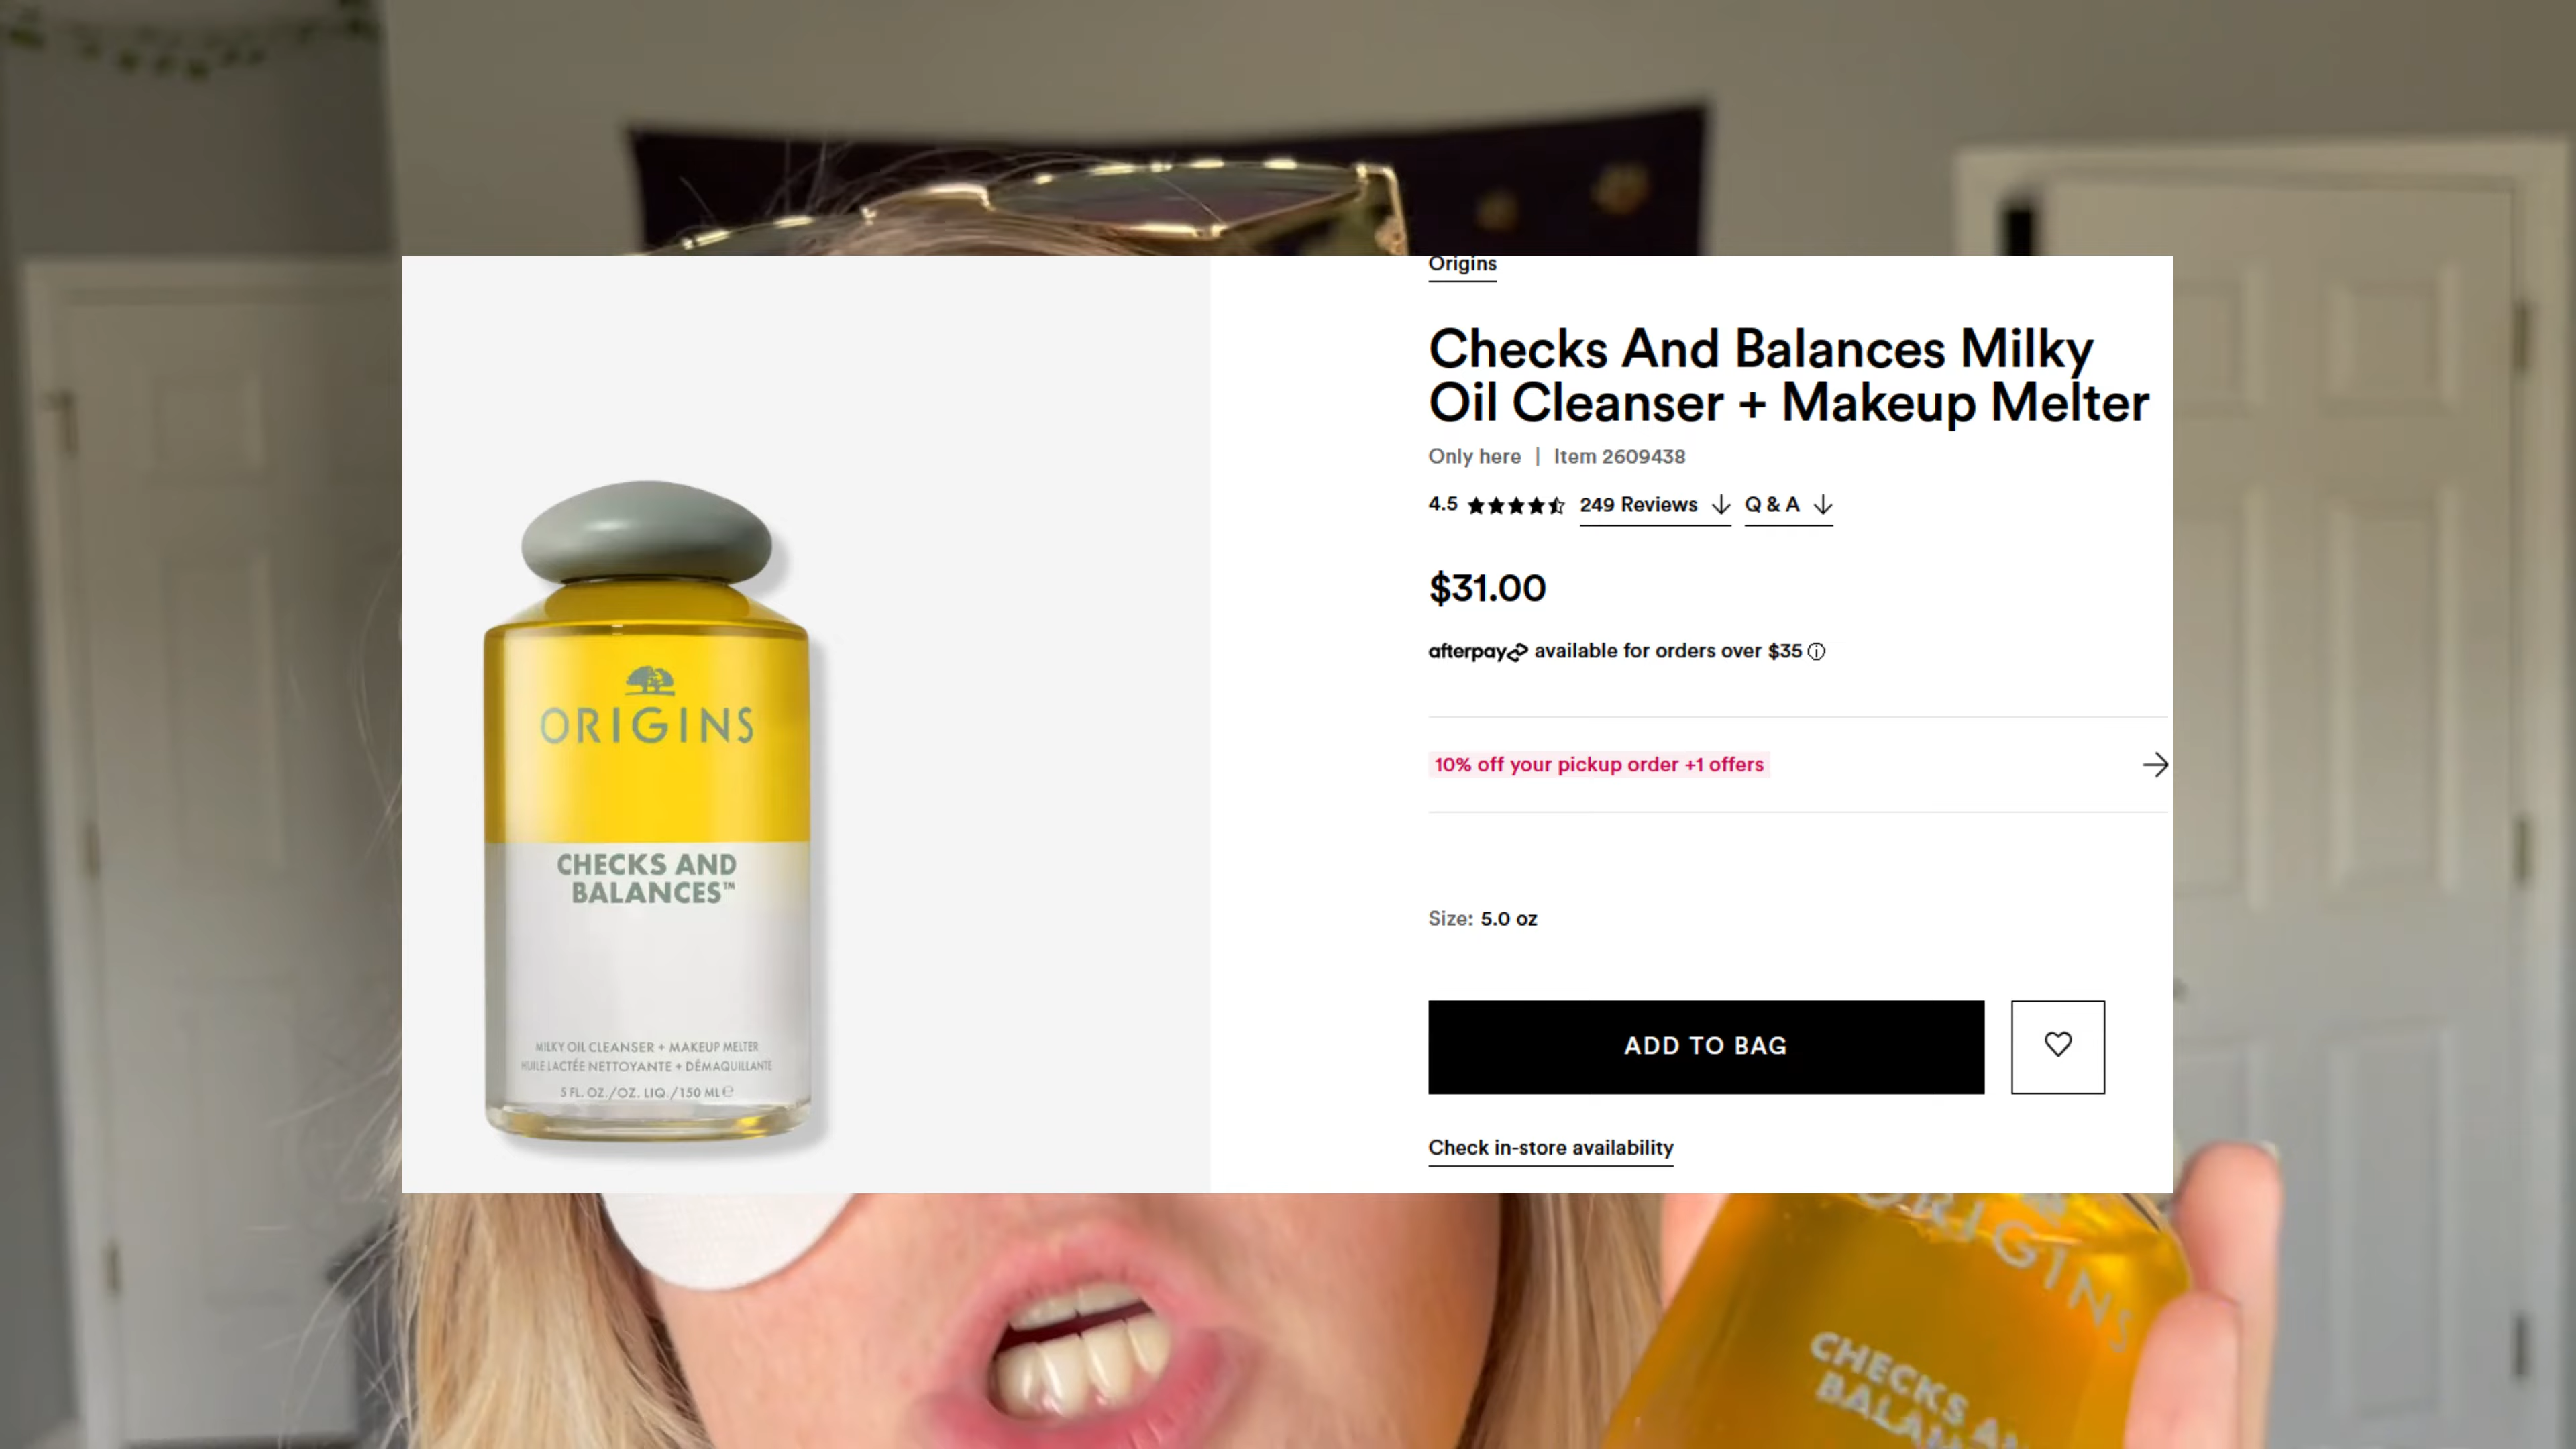 Origins
Checks And Balances Milky
Oil Cleanser + Makeup Melter
Only here | Item 2609438
4.5 249 Reviews Q & A
$31.00
afterpay available for orders over $35
10% off your pickup order +1 offers
Size: 5.0 oz
ADD TO BAG
Check in-store availability
ORIGINS
CHECKS AND
BALANCES™
MILKY OIL CLEANSER + MAKEUP MELTER
HUILE LACTÉE NETTOYANTE + DÉMAQUILLANTE
5 FL. OZ./OZ. LIQ./150 ML℮
ORIGINS
CHECKS